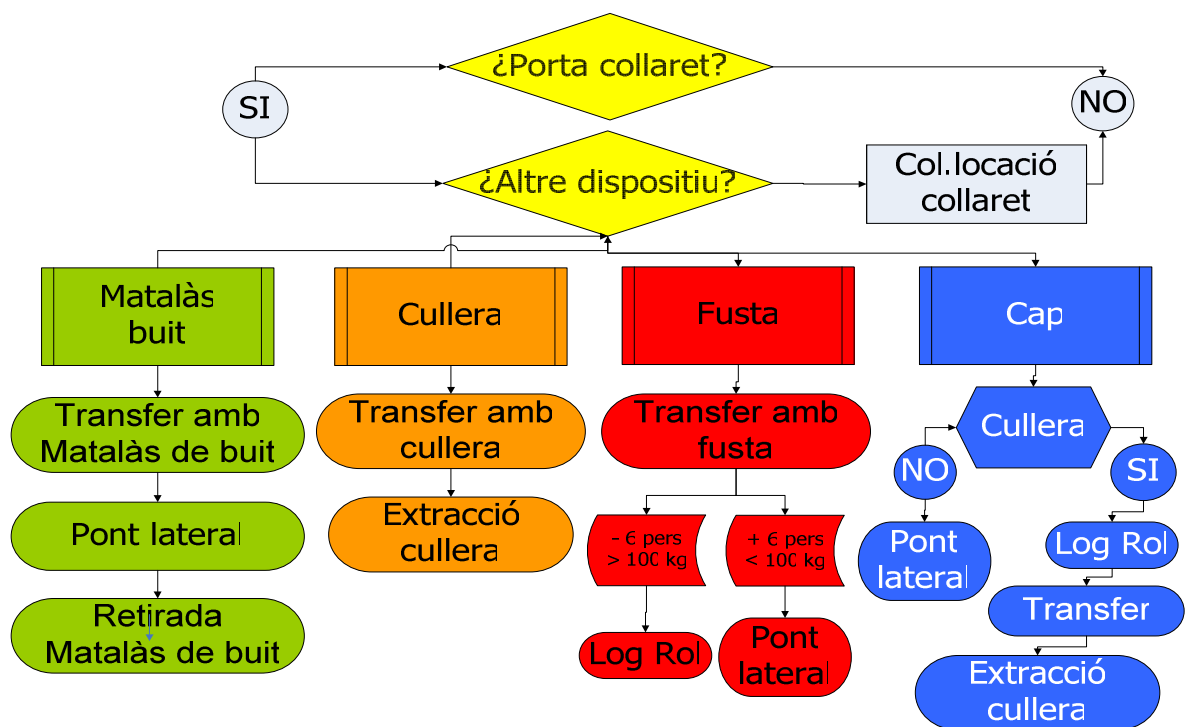 ¿Porta collaret?
SI
NO
¿Altre dispositiu?
Col.locació
collaret
Matalàs
buit
Cullera
Fusta
Cap
Transfer amb
Matalàs de buit
Transfer amb
cullera
Transfer amb
fusta
Cullera
NO
SI
Pont lateral
Extracció
cullera
- 6 pers
> 100 kg
+ 6 pers
< 100 kg
Pont
lateral
Log Rol
Retirada
Matalàs de buit
Log Rol
Pont
lateral
Transfer
Extracció
cullera